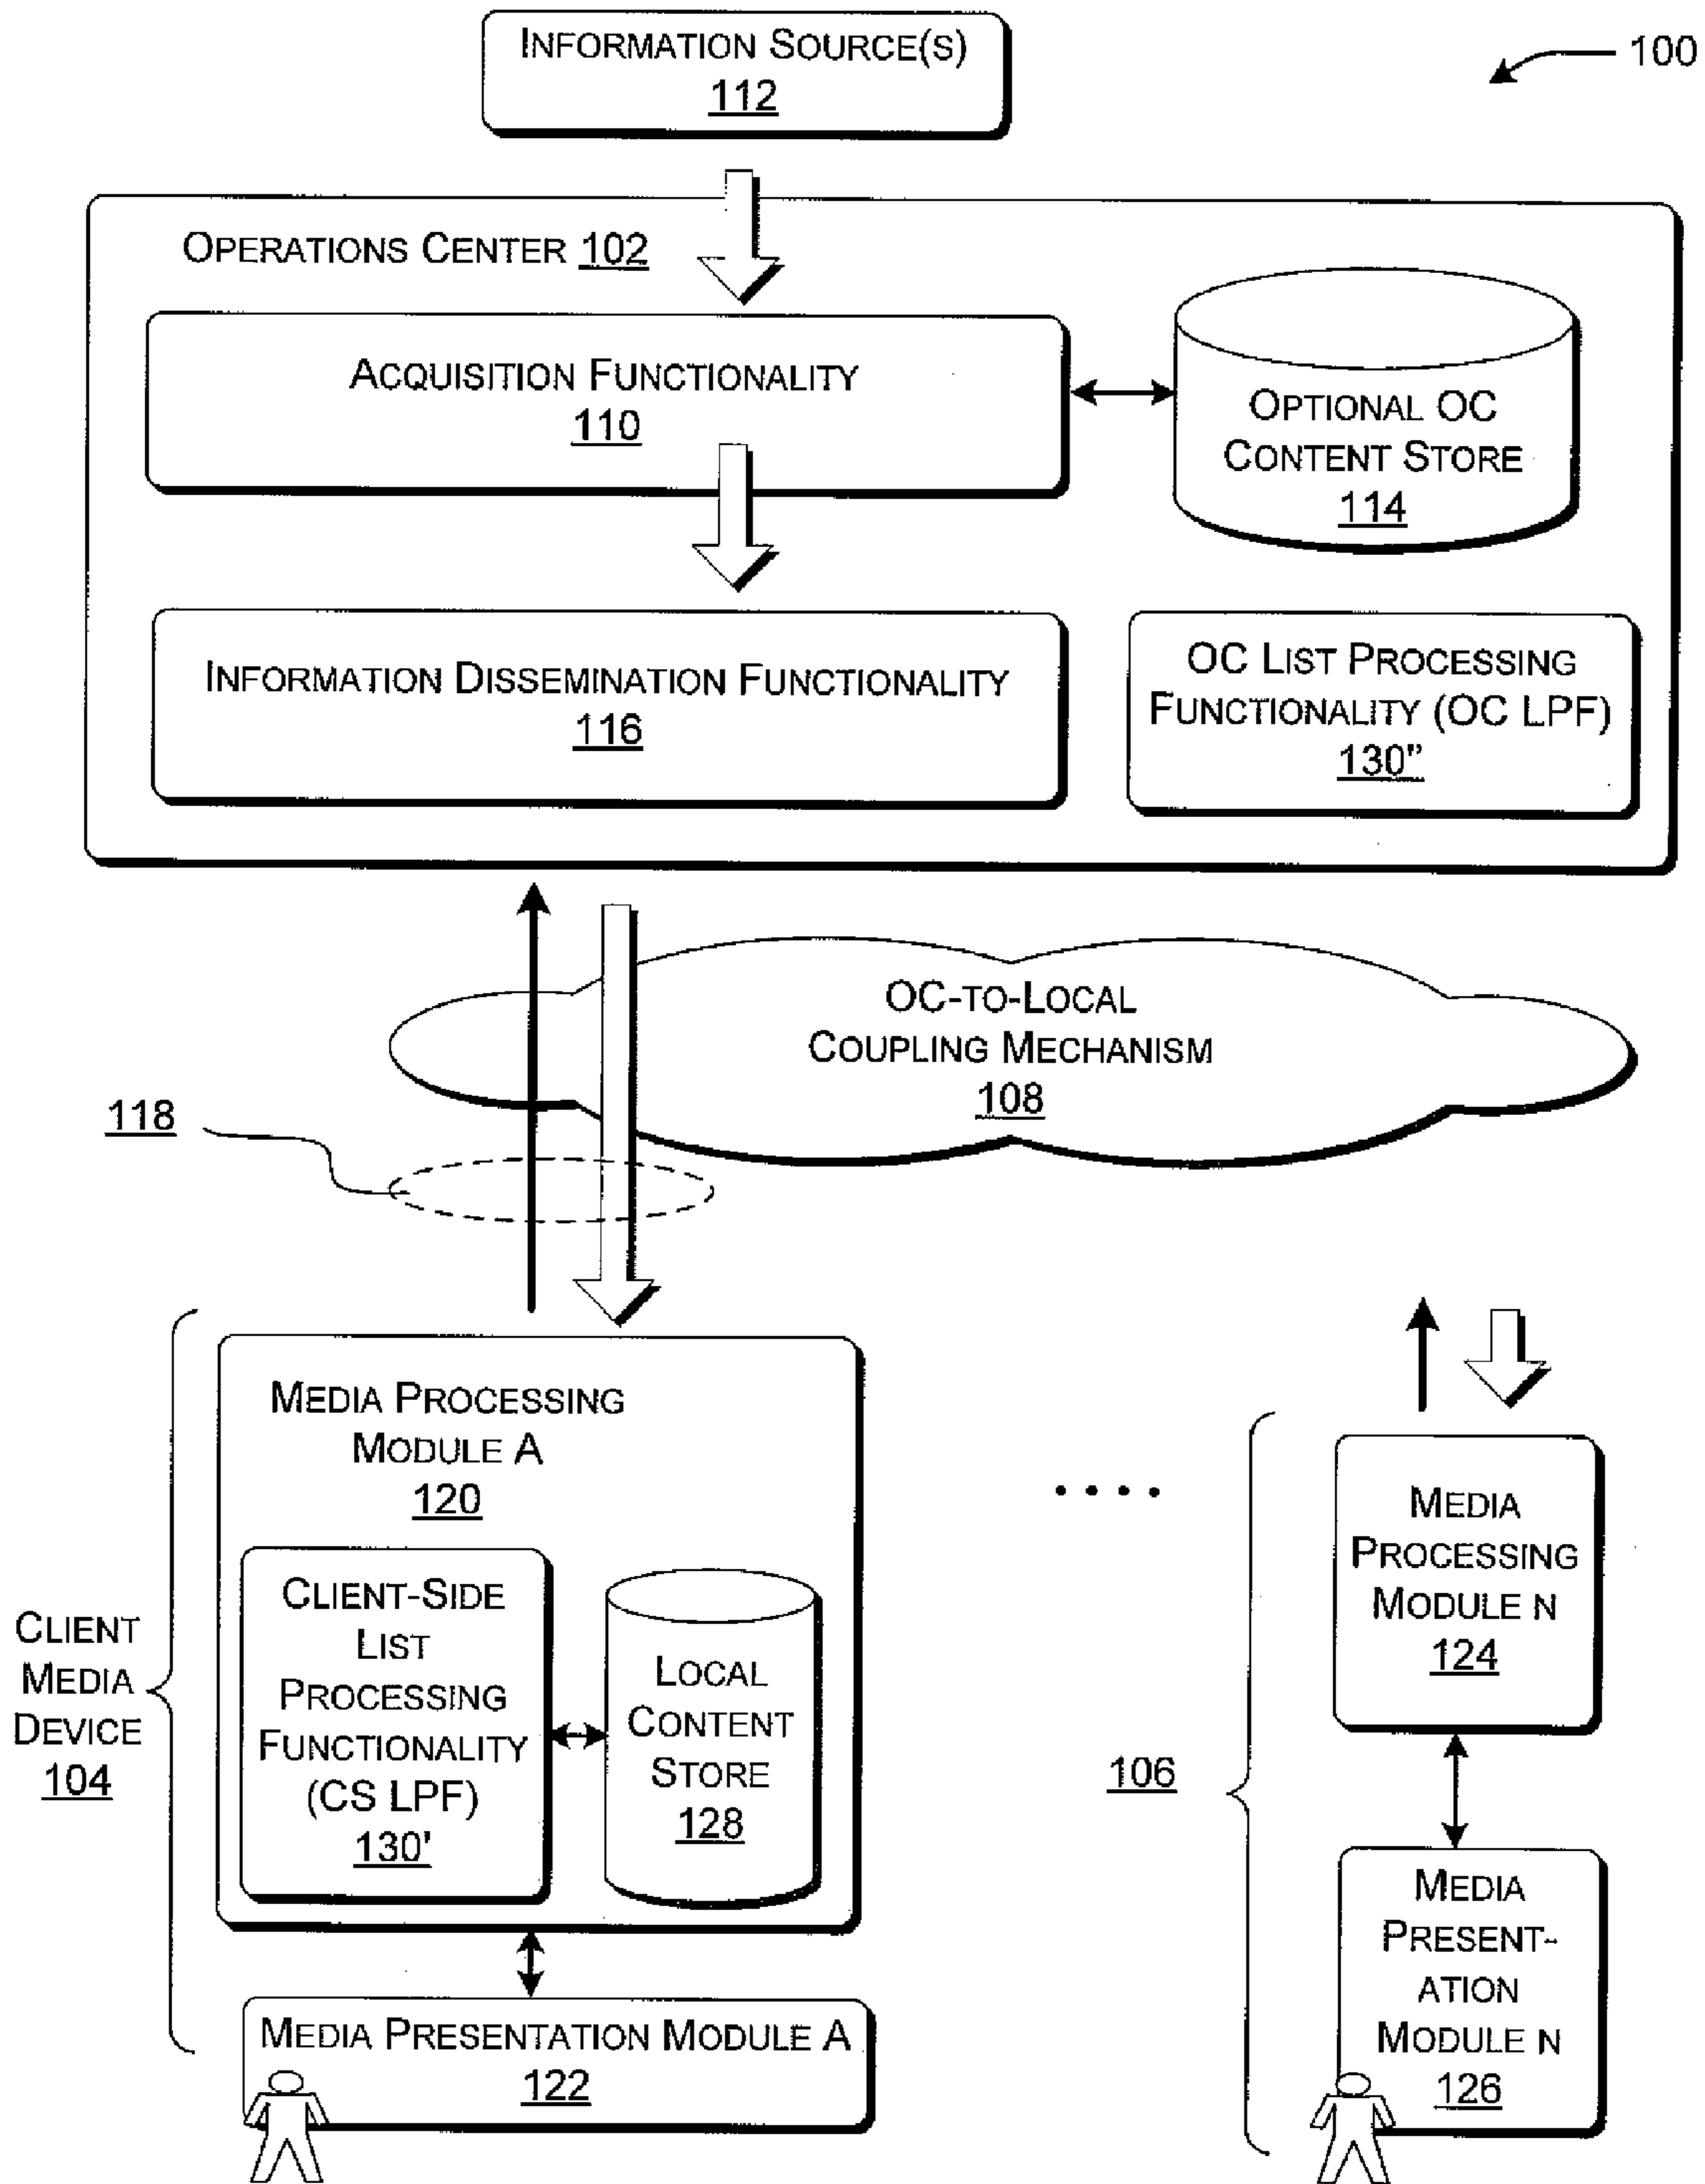 INFORMATION SOURCE(S)
112
100
OPERATIONS CENTER 102
ACQUISITION FUNCTIONALITY
110
OPTIONAL OC
CONTENT STORE
114
INFORMATION DISSEMINATION FUNCTIONALITY
116
OC LIST PROCESSING
FUNCTIONALITY (OC LPF)
130"
OC-TO-LOCAL
COUPLING MECHANISM
108
118
MEDIA PROCESSING
MODULE A
120
CLIENT-SIDE
LIST
PROCESSING
FUNCTIONALITY
(CS LPF)
130'
LOCAL
CONTENT
STORE
128
CLIENT
MEDIA
DEVICE
104
MEDIA PRESENTATION MODULE A
122
106
MEDIA
PROCESSING
MODULE N
124
MEDIA
PRESENT-
ATION
MODULE N
126